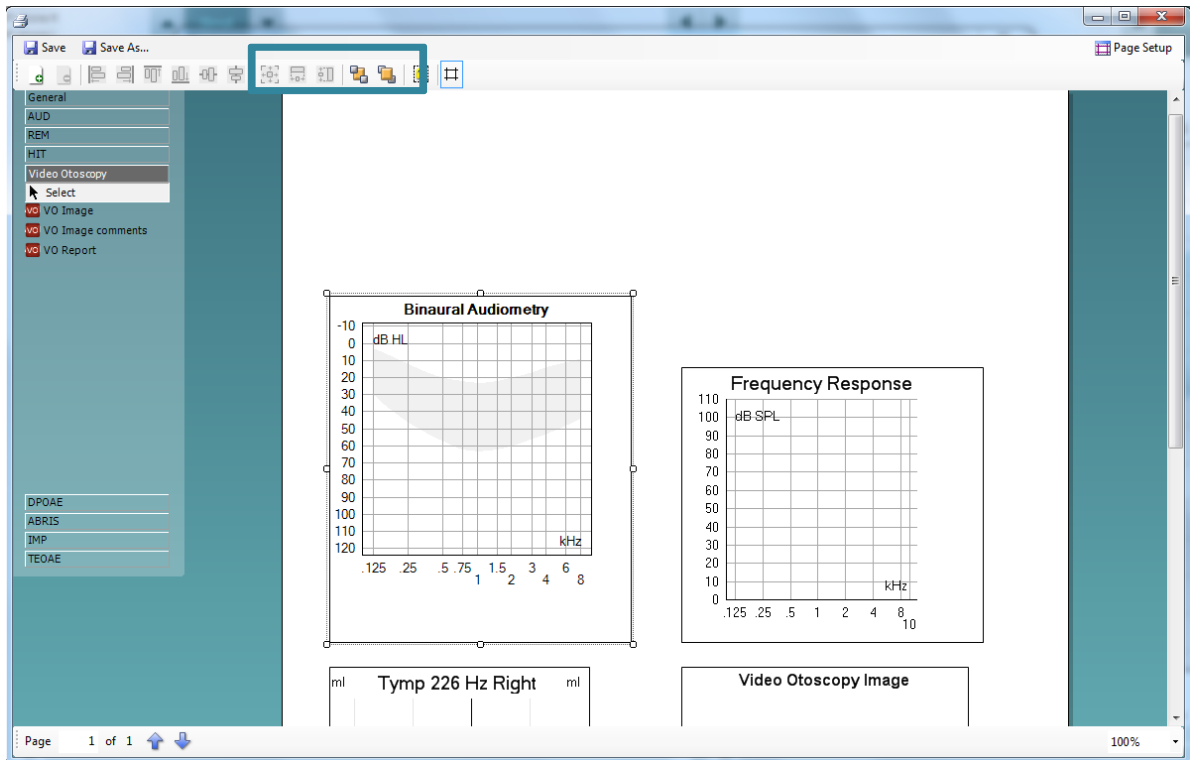 Save Save As... Page Setup
General
AUD
REM
HIT
Video Otoscopy
Select
VO VO Image
VO VO Image comments
VO VO Report
DPOAE
ABRIS
IMP
TEOAE
Binaural Audiometry
-10
dB HL
0
10
20
30
40
50
60
70
80
90
100
110
120
kHz
.125 .25 .5 .75 1 1.5 2 3 4 6 8
Frequency Response
110
100
dB SPL
90
80
70
60
50
40
30
20
10
0
kHz
.125 .25 .5 1 2 4 8 10
ml Tymp 226 Hz Right ml
Video Otoscopy Image
Page 1 of 1 100%